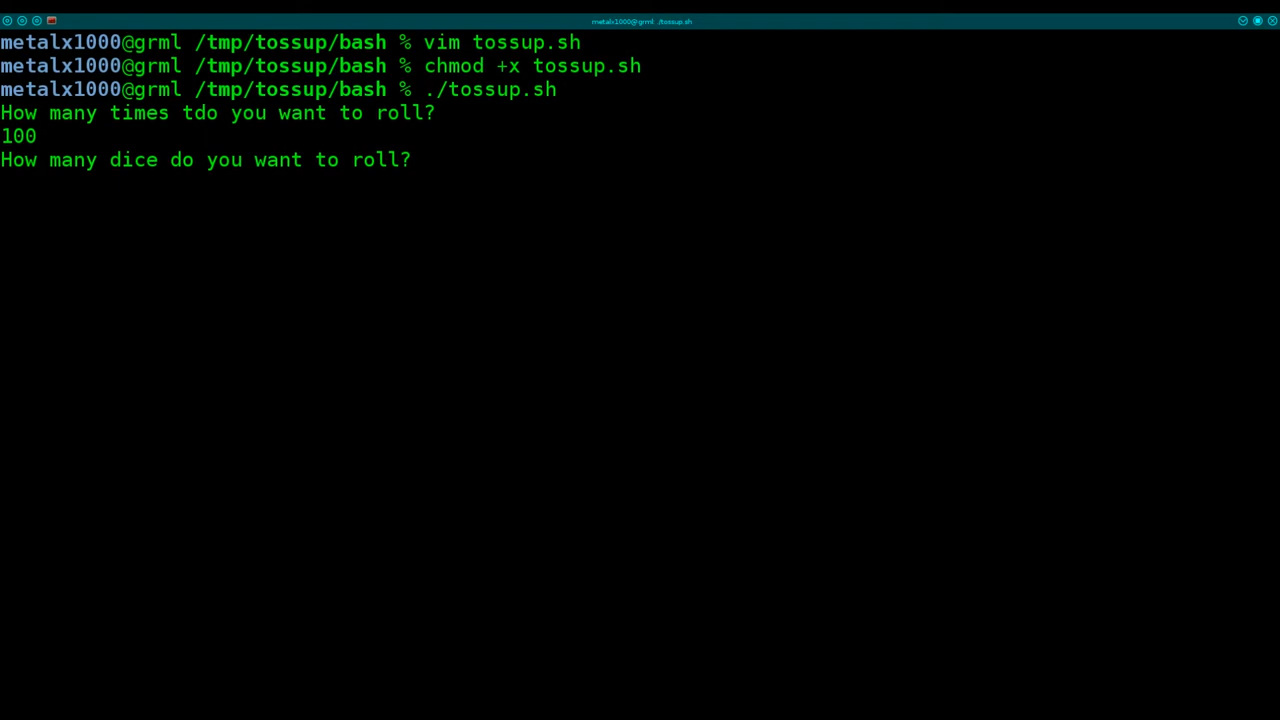 metalx1000@grml: ./tossup.sh
metalx1000@grml /tmp/tossup/bash % vim tossup.sh
metalx1000@grml /tmp/tossup/bash % chmod +x tossup.sh
metalx1000@grml /tmp/tossup/bash % ./tossup.sh
How many times tdo you want to roll?
100
How many dice do you want to roll?